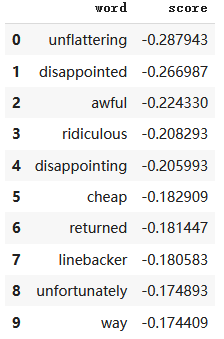 word score
0 unflattering -0.287943
1 disappointed -0.266987
2 awful -0.224330
3 ridiculous -0.208293
4 disappointing -0.205993
5 cheap -0.182909
6 returned -0.181447
7 linebacker -0.180583
8 unfortunately -0.174893
9 way -0.174409